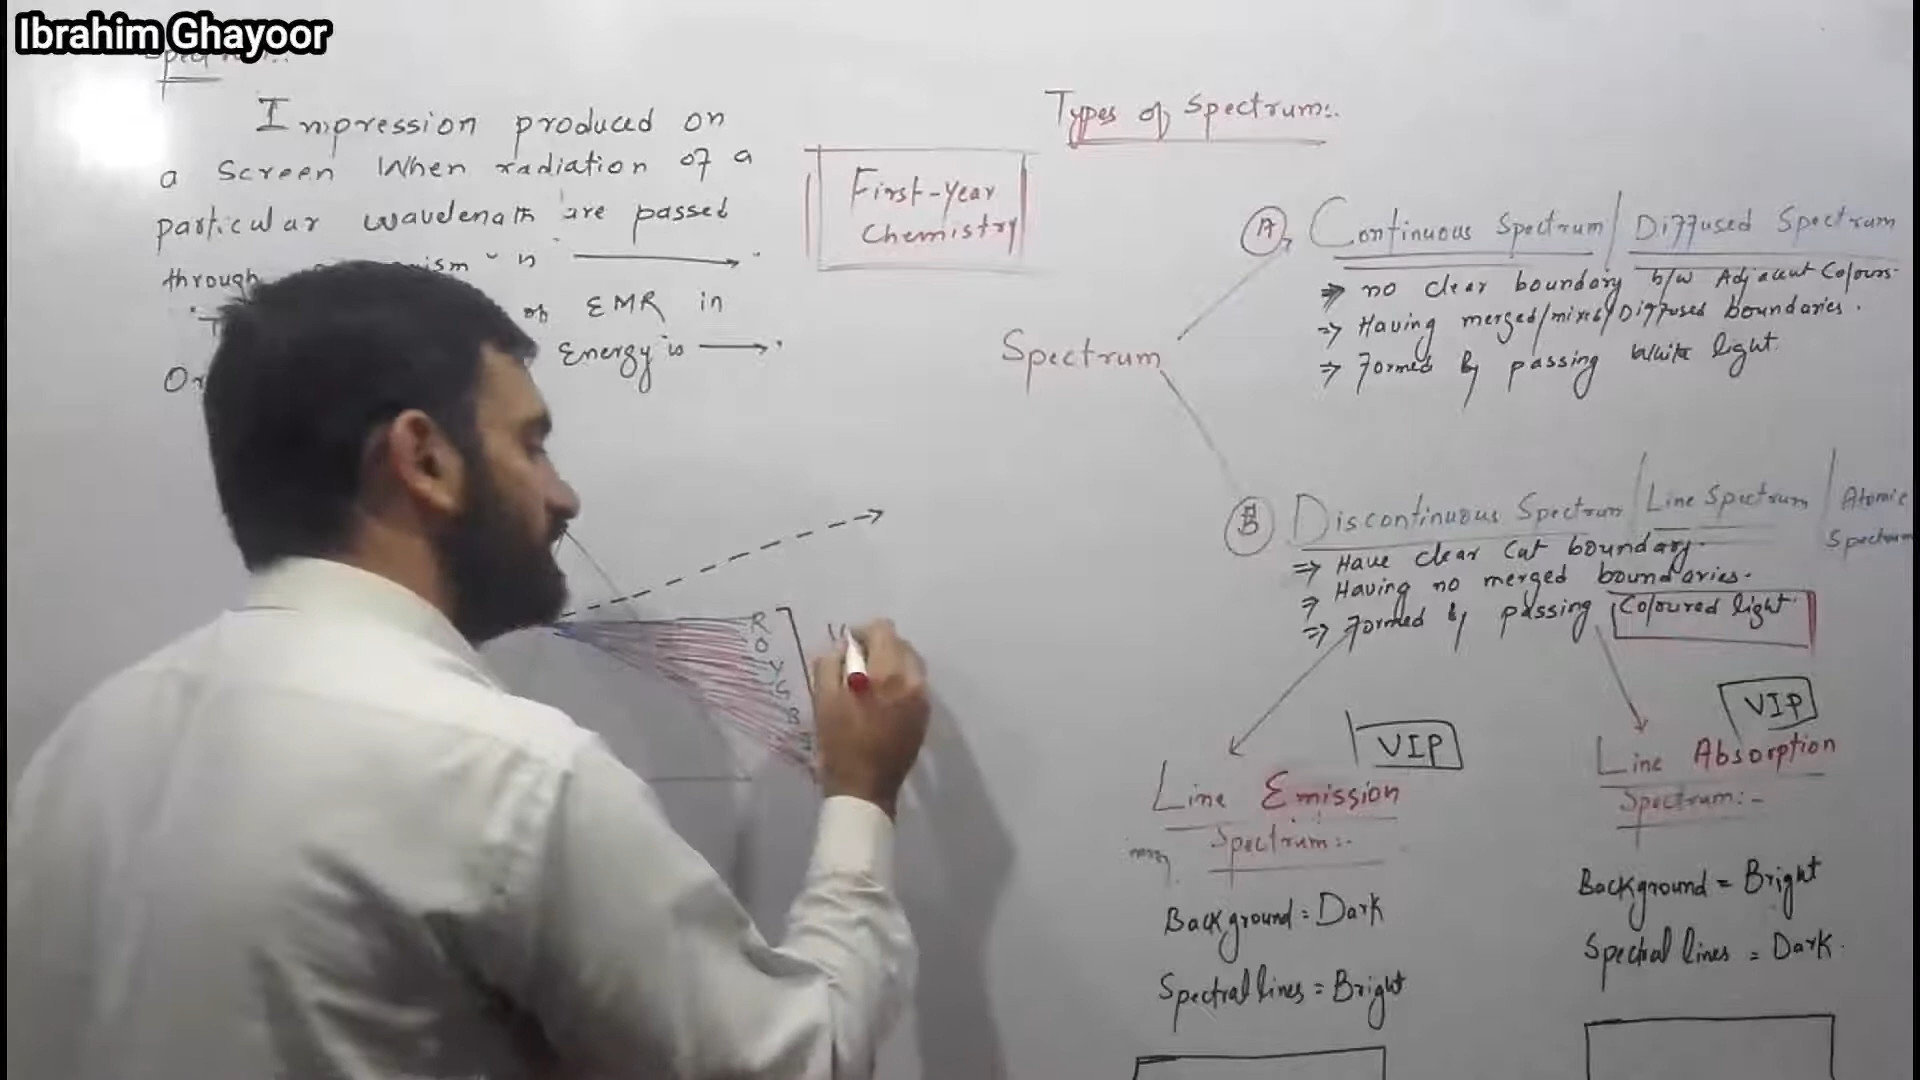 Ibrahim Ghayoor
Spectrum:.
Impression produced on
a Screen When radiation of a
particular wavelength are passed
through
of EMR in
Or Energy is
First-year
Chemistry
Types of Spectrum:.
Spectrum
A Continuous Spectrum / Diffused Spectrum
⇒ no clear boundary b/w Adjacent Colours.
⇒ Having merged/mixed/Diffused boundaries.
⇒ Formed by passing White light.
B Discontinuous Spectrum / Line Spectrum / Atomic Spectrum
⇒ Have clear Cut boundary.
⇒ Having no merged boundaries.
⇒ Formed by passing Coloured light.
R
O
Y
G
B
VIP
Line Emission
Spectrum:.
Background = Dark
Spectral lines = Bright
VIP
Line Absorption
Spectrum:-
Background = Bright
Spectral lines = Dark.